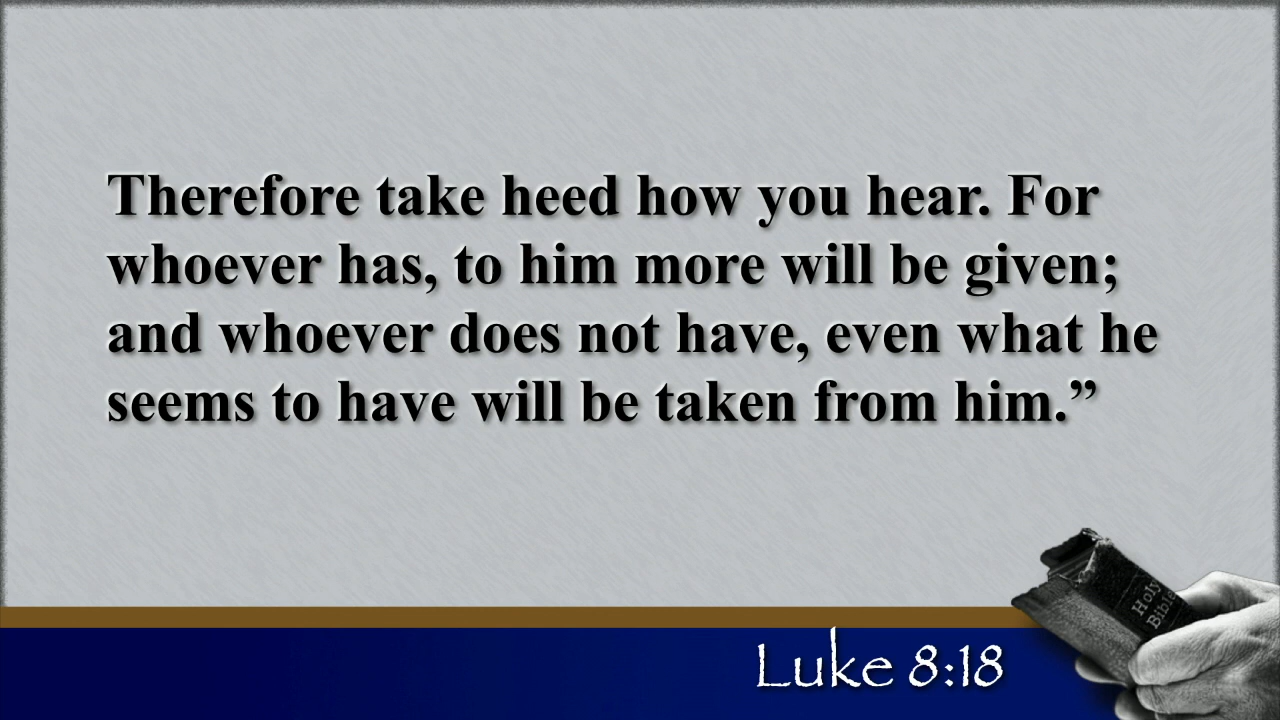 Therefore take heed how you hear. For
whoever has, to him more will be given;
and whoever does not have, even what he
seems to have will be taken from him.”
Holy
Bible
Luke 8:18